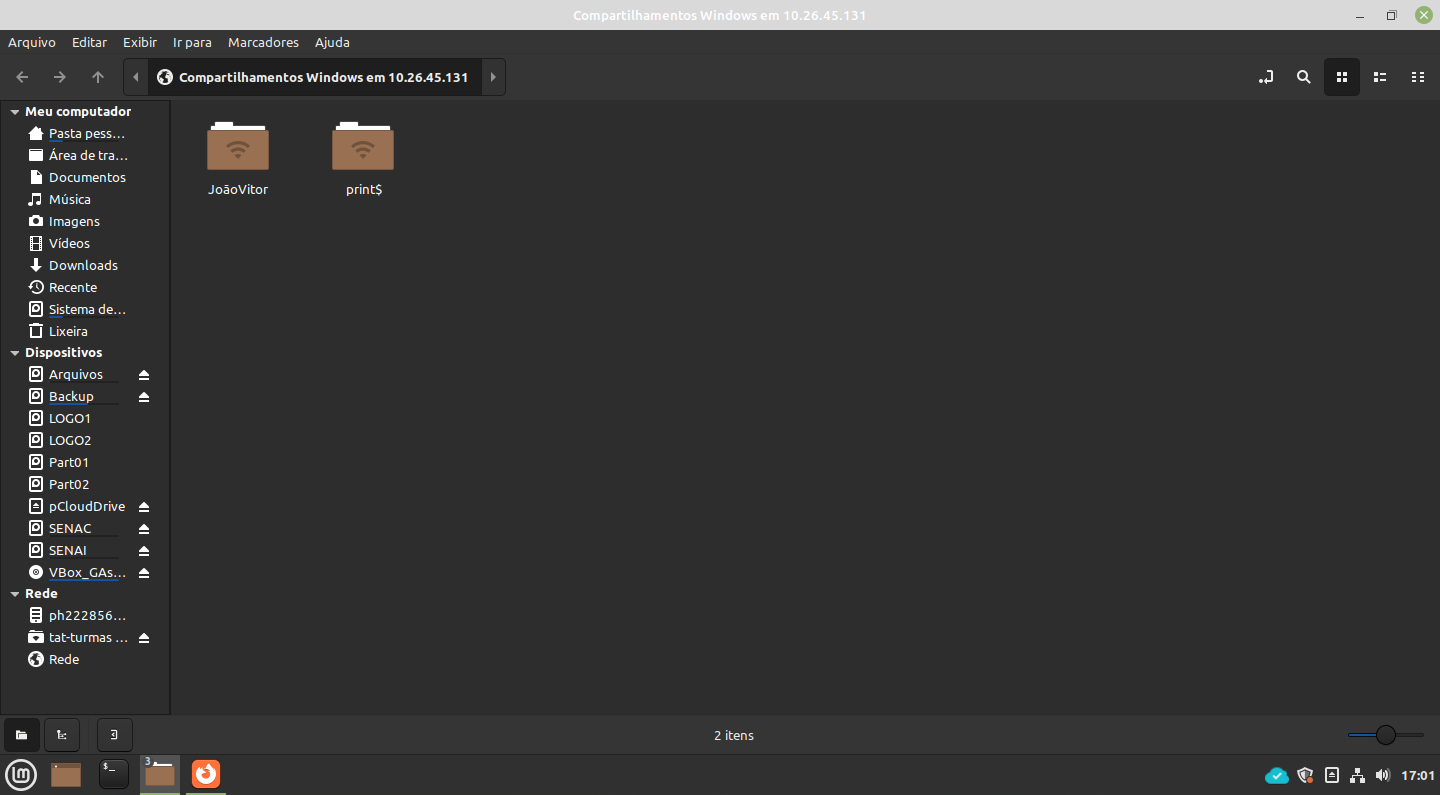 Compartilhamentos Windows em 10.26.45.131
Arquivo Editar Exibir Ir para Marcadores Ajuda
Compartilhamentos Windows em 10.26.45.131
Meu computador
Pasta pess...
Área de tra...
Documentos
Música
Imagens
Vídeos
Downloads
Recente
Sistema de...
Lixeira
Dispositivos
Arquivos
Backup
LOGO1
LOGO2
Part01
Part02
pCloudDrive
SENAC
SENAI
VBox_GAs...
Rede
ph222856...
tat-turmas ...
Rede
JoãoVitor
print$
2 itens
lm
$_
3
17:01